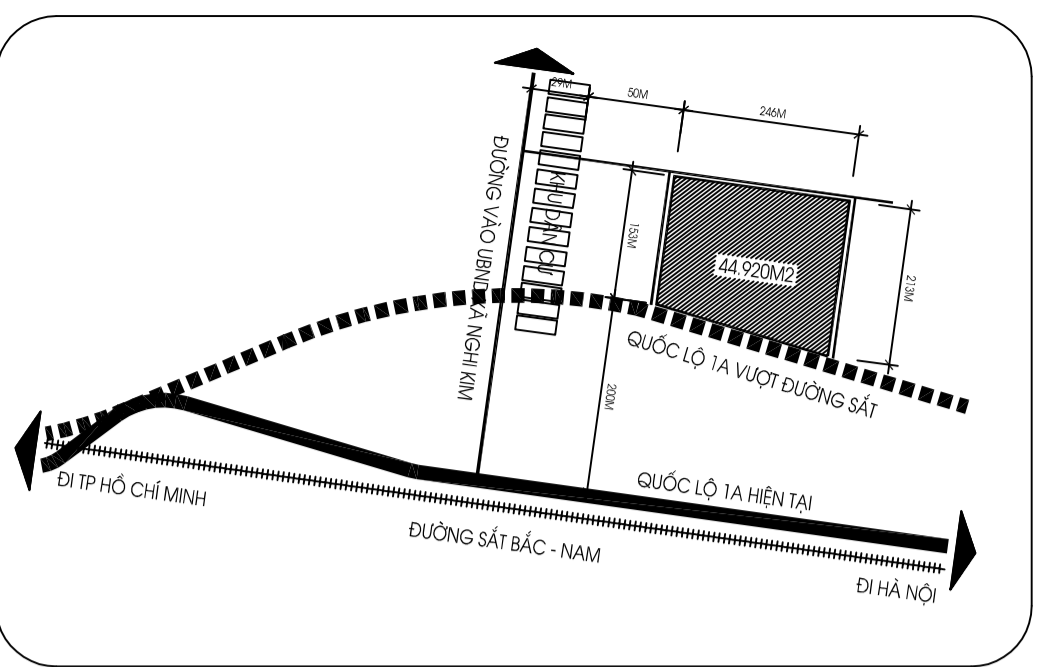 29M
50M
246M
ĐƯỜNG VÀO UBND XÃ NGHI KIM
KHU DÂN CƯ
153M
44.920M2
213M
QUỐC LỘ 1A VƯỢT ĐƯỜNG SẮT
200M
ĐI TP HỒ CHÍ MINH
QUỐC LỘ 1A HIỆN TẠI
ĐƯỜNG SẮT BẮC - NAM
ĐI HÀ NỘI